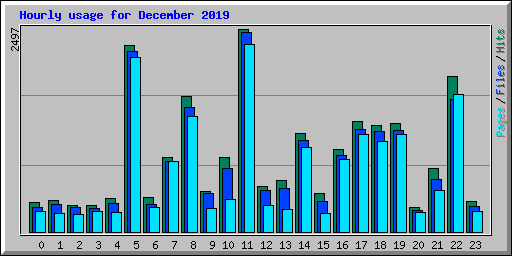 Hourly usage for December 2019
2497
Pages / Files / Hits
0 1 2 3 4 5 6 7 8 9 10 11 12 13 14 15 16 17 18 19 20 21 22 23